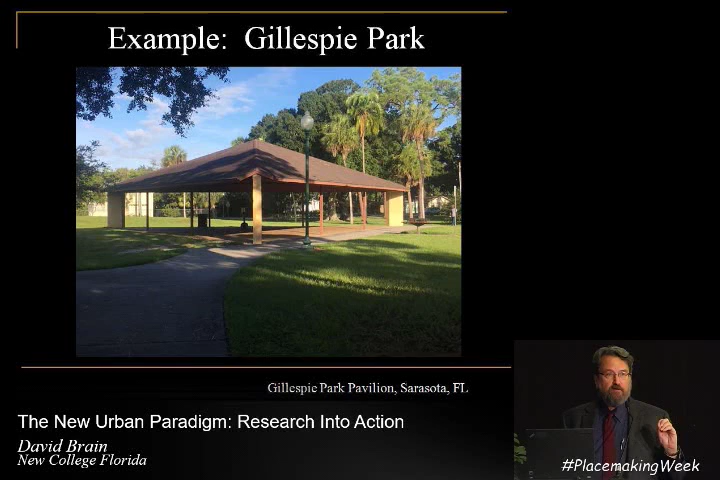 Example: Gillespie Park
Gillespie Park Pavilion, Sarasota, FL
The New Urban Paradigm: Research Into Action
David Brain
New College Florida
#PlacemakingWeek